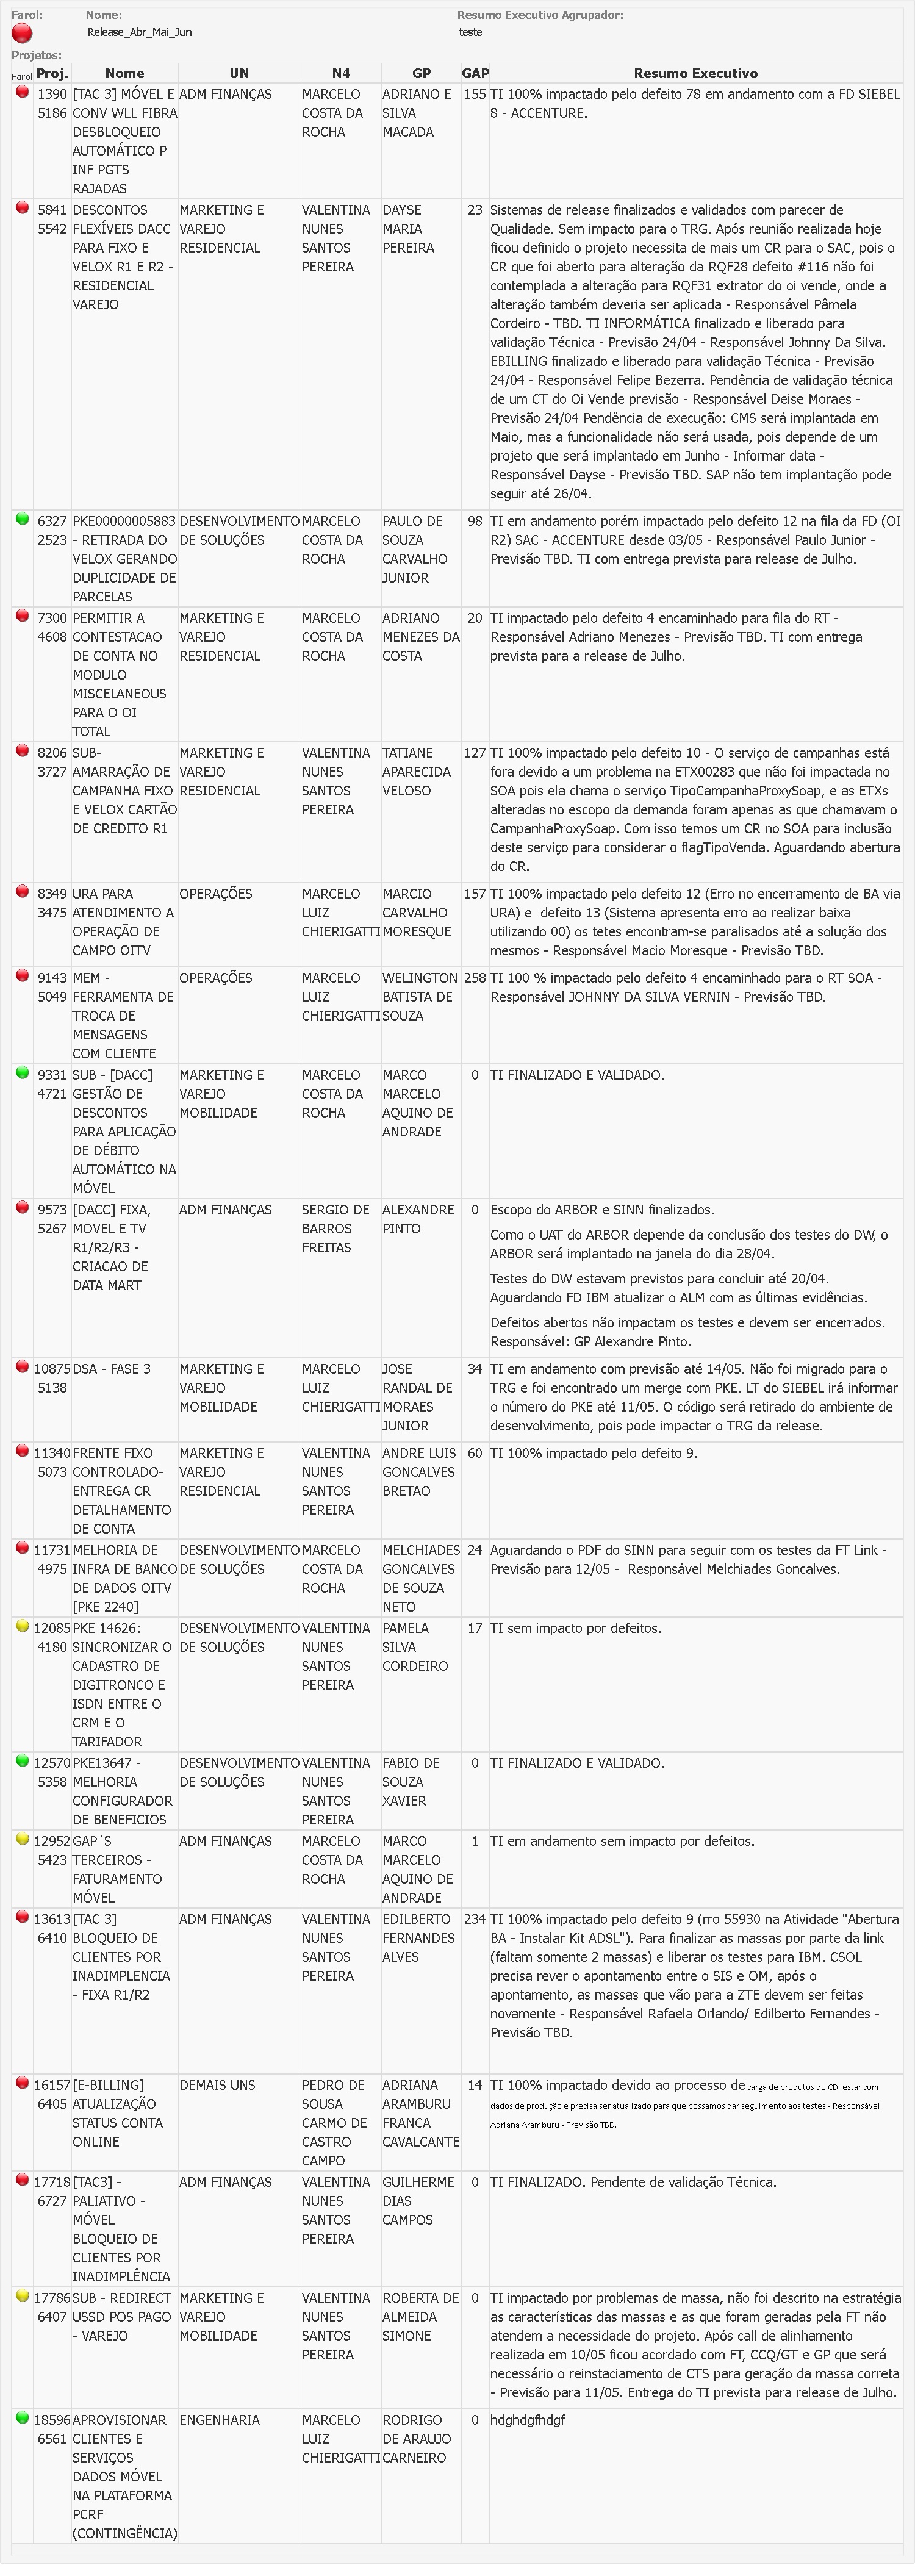 Farol: Nome: Resumo Executivo Agrupador:
Release_Abr_Mai_Jun teste
Projetos:
Farol Proj. Nome UN N4 GP GAP Resumo Executivo
1390 [TAC 3] MÓVEL E ADM FINANÇAS MARCELO ADRIANO E 155 TI 100% impactado pelo defeito 78 em andamento com a FD SIEBEL
5186 CONV WLL FIBRA COSTA DA SILVA 8 - ACCENTURE.
DESBLOQUEIO ROCHA MACADA
AUTOMÁTICO P
INF PGTS
RAJADAS
5841 DESCONTOS MARKETING E VALENTINA DAYSE 23 Sistemas de release finalizados e validados com parecer de
5542 FLEXÍVEIS DACC VAREJO NUNES MARIA Qualidade. Sem impacto para o TRG. Após reunião realizada hoje
PARA FIXO E RESIDENCIAL SANTOS PEREIRA ficou definido o projeto necessita de mais um CR para o SAC, pois o
VELOX R1 E R2 - PEREIRA CR que foi aberto para alteração da RQF28 defeito #116 não foi
RESIDENCIAL contemplada a alteração para RQF31 extrator do oi vende, onde a
VAREJO alteração também deveria ser aplicada - Responsável Pâmela
Cordeiro - TBD. TI INFORMÁTICA finalizado e liberado para
validação Técnica - Previsão 24/04 - Responsável Johnny Da Silva.
EBILLING finalizado e liberado para validação Técnica - Previsão
24/04 - Responsável Felipe Bezerra. Pendência de validação técnica
de um CT do Oi Vende previsão - Responsável Deise Moraes -
Previsão 24/04 Pendência de execução: CMS será implantada em
Maio, mas a funcionalidade não será usada, pois depende de um
projeto que será implantado em Junho - Informar data -
Responsável Dayse - Previsão TBD. SAP não tem implantação pode
seguir até 26/04.
6327 PKE00000005883 DESENVOLVIMENTO MARCELO PAULO DE 98 TI em andamento porém impactado pelo defeito 12 na fila da FD (OI
2523 - RETIRADA DO DE SOLUÇÕES COSTA DA SOUZA R2) SAC - ACCENTURE desde 03/05 - Responsável Paulo Junior -
VELOX GERANDO ROCHA CARVALHO Previsão TBD. TI com entrega prevista para release de Julho.
DUPLICIDADE DE JUNIOR
PARCELAS
7300 PERMITIR A MARKETING E MARCELO ADRIANO 20 TI impactado pelo defeito 4 encaminhado para fila do RT -
4608 CONTESTACAO VAREJO COSTA DA MENEZES DA Responsável Adriano Menezes - Previsão TBD. TI com entrega
DE CONTA NO RESIDENCIAL ROCHA COSTA prevista para a release de Julho.
MODULO
MISCELANEOUS
PARA O OI
TOTAL
8206 SUB- MARKETING E VALENTINA TATIANE 127 TI 100% impactado pelo defeito 10 - O serviço de campanhas está
3727 AMARRAÇÃO DE VAREJO NUNES APARECIDA fora devido a um problema na ETX00283 que não foi impactada no
CAMPANHA FIXO RESIDENCIAL SANTOS VELOSO SOA pois ela chama o serviço TipoCampanhaProxySoap, e as ETXs
E VELOX CARTÃO PEREIRA alteradas no escopo da demanda foram apenas as que chamavam o
DE CREDITO R1 CampanhaProxySoap. Com isso temos um CR no SOA para inclusão
deste serviço para considerar o flagTipoVenda. Aguardando abertura
do CR.
8349 URA PARA OPERAÇÕES MARCELO MARCIO 157 TI 100% impactado pelo defeito 12 (Erro no encerramento de BA via
3475 ATENDIMENTO A LUIZ CARVALHO URA) e defeito 13 (Sistema apresenta erro ao realizar baixa
OPERAÇÃO DE CHIERIGATTI MORESQUE utilizando 00) os tetes encontram-se paralisados até a solução dos
CAMPO OITV mesmos - Responsável Macio Moresque - Previsão TBD.
9143 MEM - OPERAÇÕES MARCELO WELINGTON 258 TI 100 % impactado pelo defeito 4 encaminhado para o RT SOA -
5049 FERRAMENTA DE LUIZ BATISTA DE Responsável JOHNNY DA SILVA VERNIN - Previsão TBD.
TROCA DE CHIERIGATTI SOUZA
MENSAGENS
COM CLIENTE
9331 SUB - [DACC] MARKETING E MARCELO MARCO 0 TI FINALIZADO E VALIDADO.
4721 GESTÃO DE VAREJO COSTA DA MARCELO
DESCONTOS MOBILIDADE ROCHA AQUINO DE
PARA APLICAÇÃO ANDRADE
DE DÉBITO
AUTOMÁTICO NA
MÓVEL
9573 [DACC] FIXA, ADM FINANÇAS SERGIO DE ALEXANDRE 0 Escopo do ARBOR e SINN finalizados.
5267 MOVEL E TV BARROS PINTO
R1/R2/R3 - FREITAS Como o UAT do ARBOR depende da conclusão dos testes do DW, o
CRIACAO DE ARBOR será implantado na janela do dia 28/04.
DATA MART Testes do DW estavam previstos para concluir até 20/04.
Aguardando FD IBM atualizar o ALM com as últimas evidências.
Defeitos abertos não impactam os testes e devem ser encerrados.
Responsável: GP Alexandre Pinto.
10875 DSA - FASE 3 MARKETING E MARCELO JOSE 34 TI em andamento com previsão até 14/05. Não foi migrado para o
5138 VAREJO LUIZ RANDAL DE TRG e foi encontrado um merge com PKE. LT do SIEBEL irá informar
MOBILIDADE CHIERIGATTI MORAES o número do PKE até 11/05. O código será retirado do ambiente de
JUNIOR desenvolvimento, pois pode impactar o TRG da release.
11340 FRENTE FIXO MARKETING E VALENTINA ANDRE LUIS 60 TI 100% impactado pelo defeito 9.
5073 CONTROLADO- VAREJO NUNES GONCALVES
ENTREGA CR RESIDENCIAL SANTOS BRETAO
DETALHAMENTO PEREIRA
DE CONTA
11731 MELHORIA DE DESENVOLVIMENTO MARCELO MELCHIADES 24 Aguardando o PDF do SINN para seguir com os testes da FT Link -
4975 INFRA DE BANCO DE SOLUÇÕES COSTA DA GONCALVES Previsão para 12/05 - Responsável Melchiades Goncalves.
DE DADOS OITV ROCHA DE SOUZA
[PKE 2240] NETO
12085 PKE 14626: DESENVOLVIMENTO VALENTINA PAMELA 17 TI sem impacto por defeitos.
4180 SINCRONIZAR O DE SOLUÇÕES NUNES SILVA
CADASTRO DE SANTOS CORDEIRO
DIGITRONCO E PEREIRA
ISDN ENTRE O
CRM E O
TARIFADOR
12570 PKE13647 - DESENVOLVIMENTO VALENTINA FABIO DE 0 TI FINALIZADO E VALIDADO.
5358 MELHORIA DE SOLUÇÕES NUNES SOUZA
CONFIGURADOR SANTOS XAVIER
DE BENEFICIOS PEREIRA
12952 GAP´S ADM FINANÇAS MARCELO MARCO 1 TI em andamento sem impacto por defeitos.
5423 TERCEIROS - COSTA DA MARCELO
FATURAMENTO ROCHA AQUINO DE
MÓVEL ANDRADE
13613 [TAC 3] ADM FINANÇAS VALENTINA EDILBERTO 234 TI 100% impactado pelo defeito 9 (rro 55930 na Atividade "Abertura
6410 BLOQUEIO DE NUNES FERNANDES BA - Instalar Kit ADSL"). Para finalizar as massas por parte da link
CLIENTES POR SANTOS ALVES (faltam somente 2 massas) e liberar os testes para IBM. CSOL
INADIMPLENCIA PEREIRA precisa rever o apontamento entre o SIS e OM, após o
- FIXA R1/R2 apontamento, as massas que vão para a ZTE devem ser feitas
novamente - Responsável Rafaela Orlando/ Edilberto Fernandes -
Previsão TBD.
16157 [E-BILLING] DEMAIS UNS PEDRO DE ADRIANA 14 TI 100% impactado devido ao processo de carga de produtos do CDI estar com
6405 ATUALIZAÇÃO SOUSA ARAMBURU dados de produção e precisa ser atualizado para que possamos dar seguimento aos testes - Responsável
STATUS CONTA CARMO DE FRANCA Adriana Aramburu - Previsão TBD.
ONLINE CASTRO CAVALCANTE
CAMPO
17718 [TAC3] - ADM FINANÇAS VALENTINA GUILHERME 0 TI FINALIZADO. Pendente de validação Técnica.
6727 PALIATIVO - NUNES DIAS
MÓVEL SANTOS CAMPOS
BLOQUEIO DE PEREIRA
CLIENTES POR
INADIMPLÊNCIA
17786 SUB - REDIRECT MARKETING E VALENTINA ROBERTA DE 0 TI impactado por problemas de massa, não foi descrito na estratégia
6407 USSD POS PAGO VAREJO NUNES ALMEIDA as características das massas e as que foram geradas pela FT não
- VAREJO MOBILIDADE SANTOS SIMONE atendem a necessidade do projeto. Após call de alinhamento
PEREIRA realizada em 10/05 ficou acordado com FT, CCQ/GT e GP que será
necessário o reinstaciamento de CTS para geração da massa correta
- Previsão para 11/05. Entrega do TI prevista para release de Julho.
18596 APROVISIONAR ENGENHARIA MARCELO RODRIGO 0 hdghdgfhdgf
6561 CLIENTES E LUIZ DE ARAUJO
SERVIÇOS CHIERIGATTI CARNEIRO
DADOS MÓVEL
NA PLATAFORMA
PCRF
(CONTINGÊNCIA)